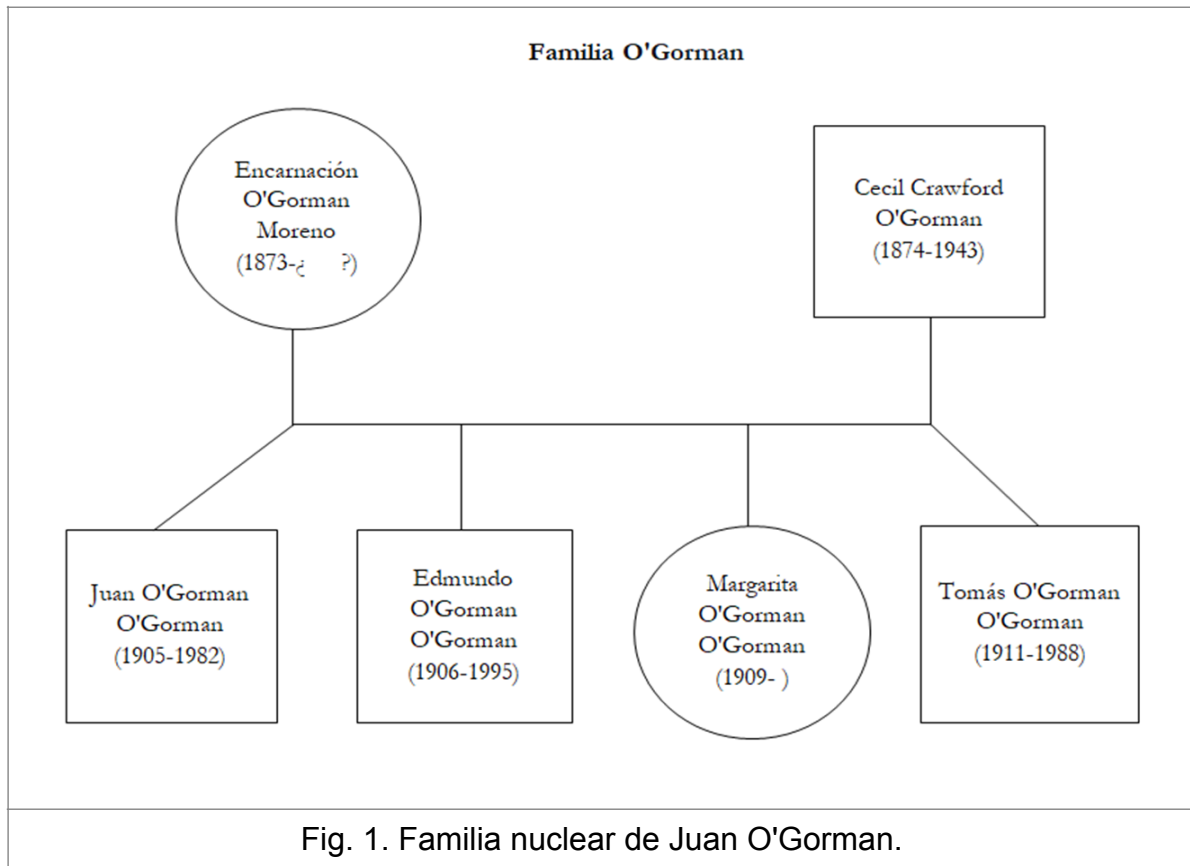 Familia O'Gorman
Encarnación
O'Gorman
Moreno
(1873-¿ ?)
Cecil Crawford
O'Gorman
(1874-1943)
Juan O'Gorman
O'Gorman
(1905-1982)
Edmundo
O'Gorman
O'Gorman
(1906-1995)
Margarita
O'Gorman
O'Gorman
(1909- )
Tomás O'Gorman
O'Gorman
(1911-1988)
Fig. 1. Familia nuclear de Juan O'Gorman.